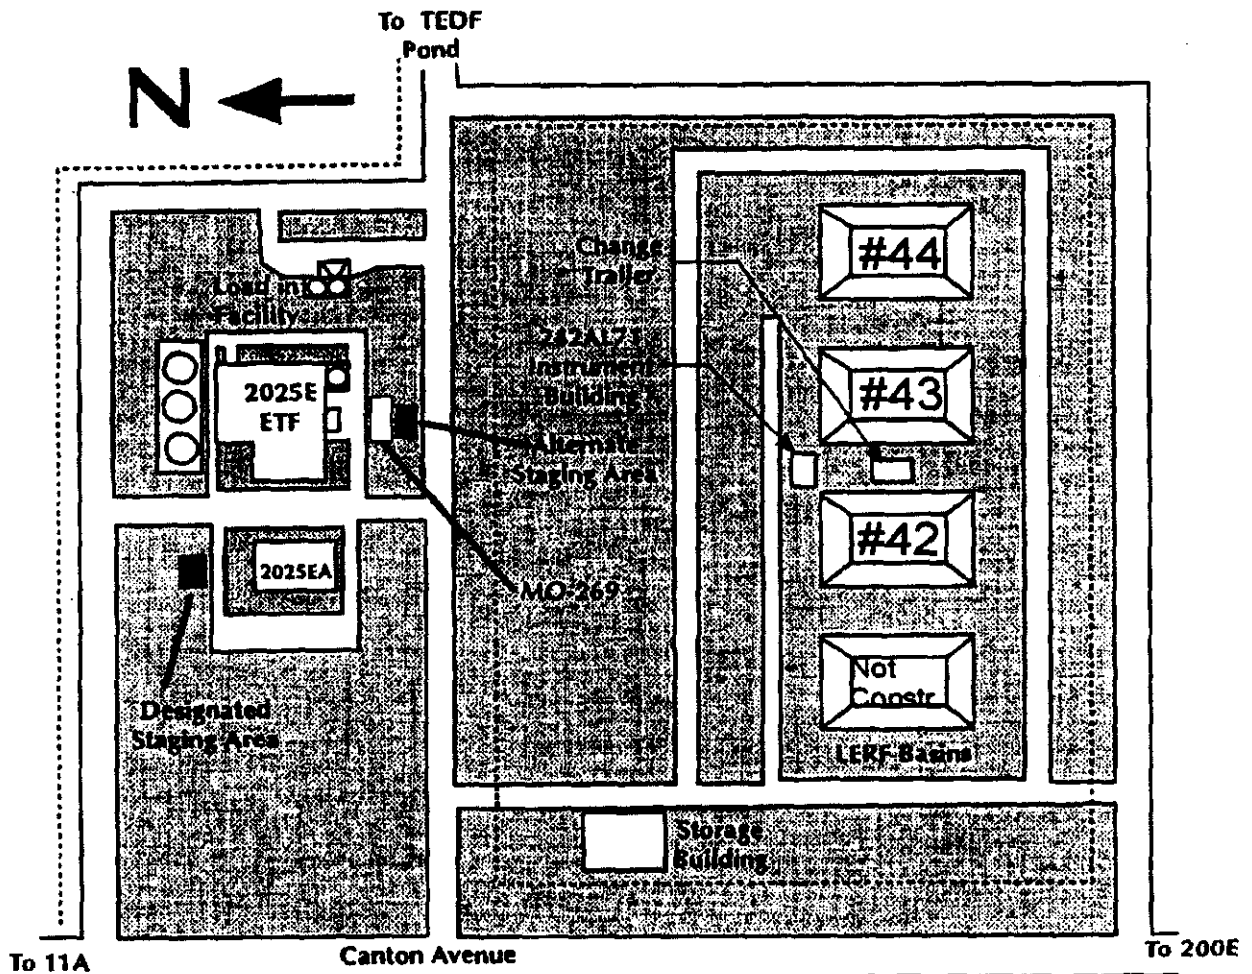 To TEDF
Pond
N
#44
Change
Trailer
Load in
Facility
242AL71
Instrument
Building
2025E
ETF
#43
Alternate
Staging Area
#42
2025EA
MO-269
Not
Constr.
Designated
Staging Area
LERF Basins
Storage
Building
To 11A
Canton Avenue
To 200E